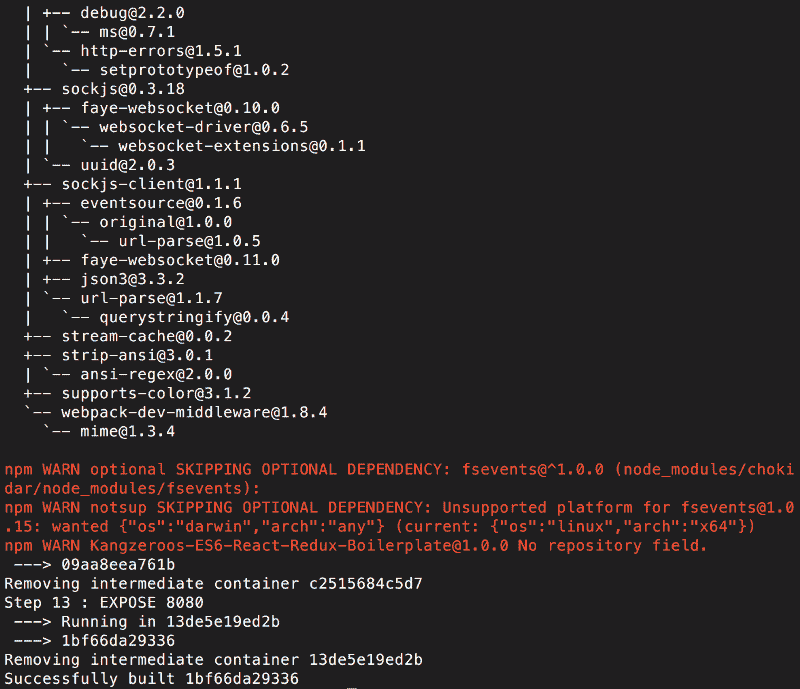 | +-- debug@2.2.0
| | `-- ms@0.7.1
| `-- http-errors@1.5.1
|   `-- setprototypeof@1.0.2
+-- sockjs@0.3.18
| +-- faye-websocket@0.10.0
| | `-- websocket-driver@0.6.5
| |   `-- websocket-extensions@0.1.1
| `-- uuid@2.0.3
+-- sockjs-client@1.1.1
| +-- eventsource@0.1.6
| | `-- original@1.0.0
| |   `-- url-parse@1.0.5
| +-- faye-websocket@0.11.0
| +-- json3@3.3.2
| `-- url-parse@1.1.7
|   `-- querystringify@0.0.4
+-- stream-cache@0.0.2
+-- strip-ansi@3.0.1
| `-- ansi-regex@2.0.0
+-- supports-color@3.1.2
`-- webpack-dev-middleware@1.8.4
  `-- mime@1.3.4
npm WARN optional SKIPPING OPTIONAL DEPENDENCY: fsevents@^1.0.0 (node_modules/choki
dar/node_modules/fsevents):
npm WARN notsup SKIPPING OPTIONAL DEPENDENCY: Unsupported platform for fsevents@1.0
.15: wanted {"os":"darwin","arch":"any"} (current: {"os":"linux","arch":"x64"})
npm WARN Kangzeroos-ES6-React-Redux-Boilerplate@1.0.0 No repository field.
 ---> 09aa8eea761b
Removing intermediate container c2515684c5d7
Step 13 : EXPOSE 8080
 ---> Running in 13de5e19ed2b
 ---> 1bf66da29336
Removing intermediate container 13de5e19ed2b
Successfully built 1bf66da29336